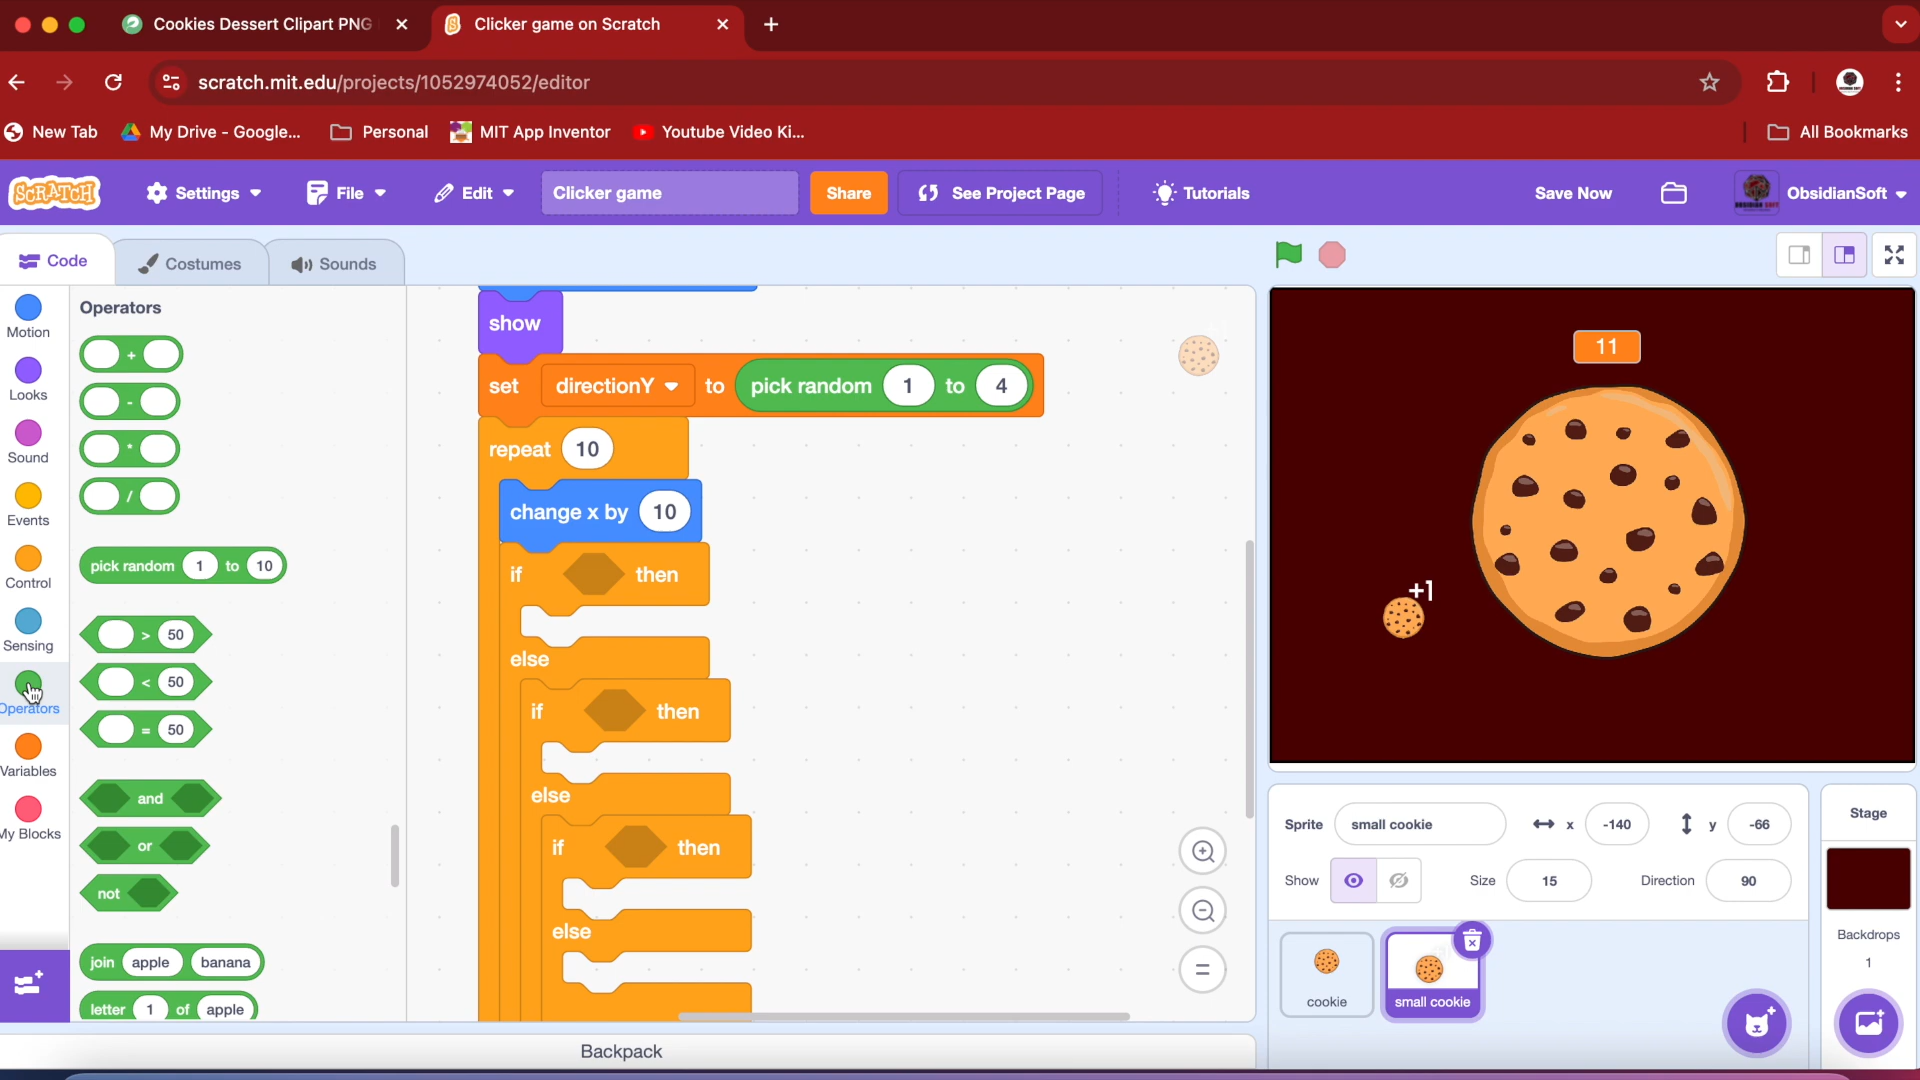 Cookies Dessert Clipart PNG
Clicker game on Scratch
scratch.mit.edu/projects/1052974052/editor
New Tab
My Drive - Google...
Personal
MIT App Inventor
Youtube Video Ki...
All Bookmarks
SCRATCH
Settings
File
Edit
Clicker game
Share
See Project Page
Tutorials
Save Now
ObsidianSoft
Code
Costumes
Sounds
Motion
Looks
Sound
Events
Control
Sensing
Operators
Variables
My Blocks
Operators
+
-
*
/
pick random 1 to 10
> 50
< 50
= 50
and
or
not
join apple banana
letter 1 of apple
show
set directionY to pick random 1 to 4
repeat 10
change x by 10
if then
else
if then
else
if then
else
Backpack
11
+1
Sprite small cookie x -140 y -66
Show Size 15 Direction 90
cookie
small cookie
Stage
Backdrops
1